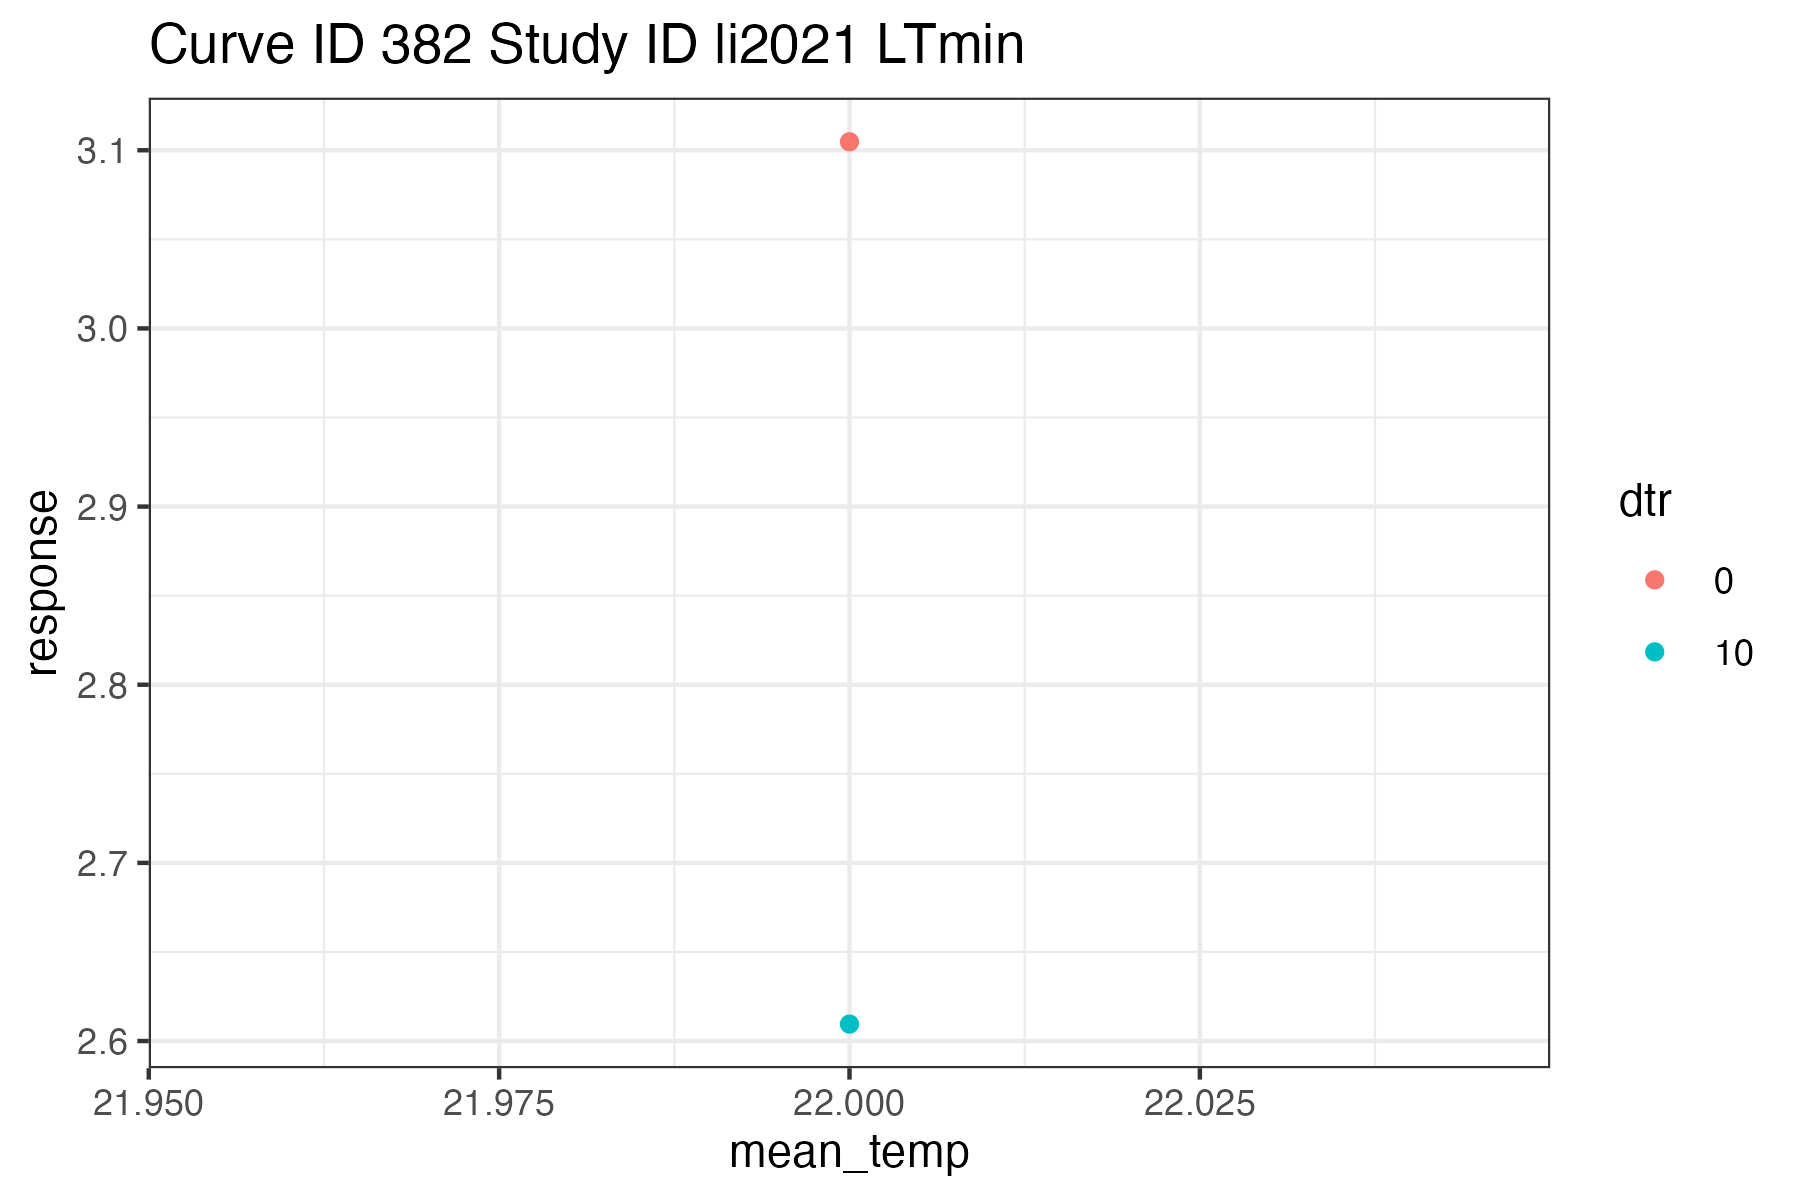 Curve ID 382 Study ID li2021 LTmin
3.1
3.0
2.9
2.8
2.7
2.6
response
21.950 21.975 22.000 22.025
mean_temp
dtr
0
10